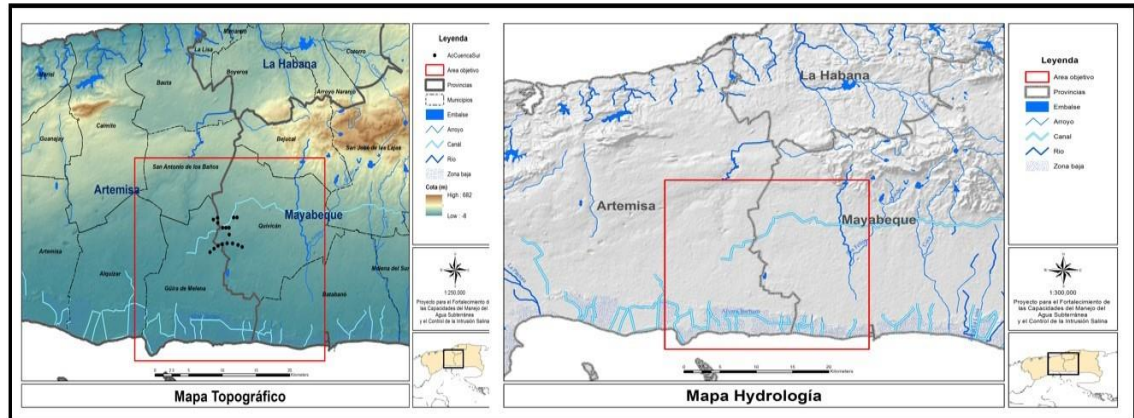 Leyenda
AcCuencaSur
Area objetivo
Provincias
Municipios
Embalse
Arroyo
Canal
Rio
Zona baja
Cota (m)
High : 682
Low : -8
1:250,000
Proyecto para el Fortalecimiento de
las Capacidades del Manejo del
Agua Subterránea
y el Control de la Intrusión Salina
La Lisa
Cotorro
La Habana
Boyeros
Bauta
Arroyo Naranjo
Caimito
Guanajay
Bejucal
San José de las Lajas
San Antonio de los Baños
Artemisa
Mayabeque
Quivicán
Artemisa
Alquízar
Güira de Melena
Batabanó
Melena del Sur
Kilometers
Mapa Topográfico
Leyenda
Area objetivo
Provincias
Embalse
Arroyo
Canal
Rio
Zona baja
1:300,000
Proyecto para el Fortalecimiento de
las Capacidades del Manejo del
Agua Subterránea
y el Control de la Intrusión Salina
La Habana
Artemisa
Mayabeque
Kilometers
Mapa Hydrología